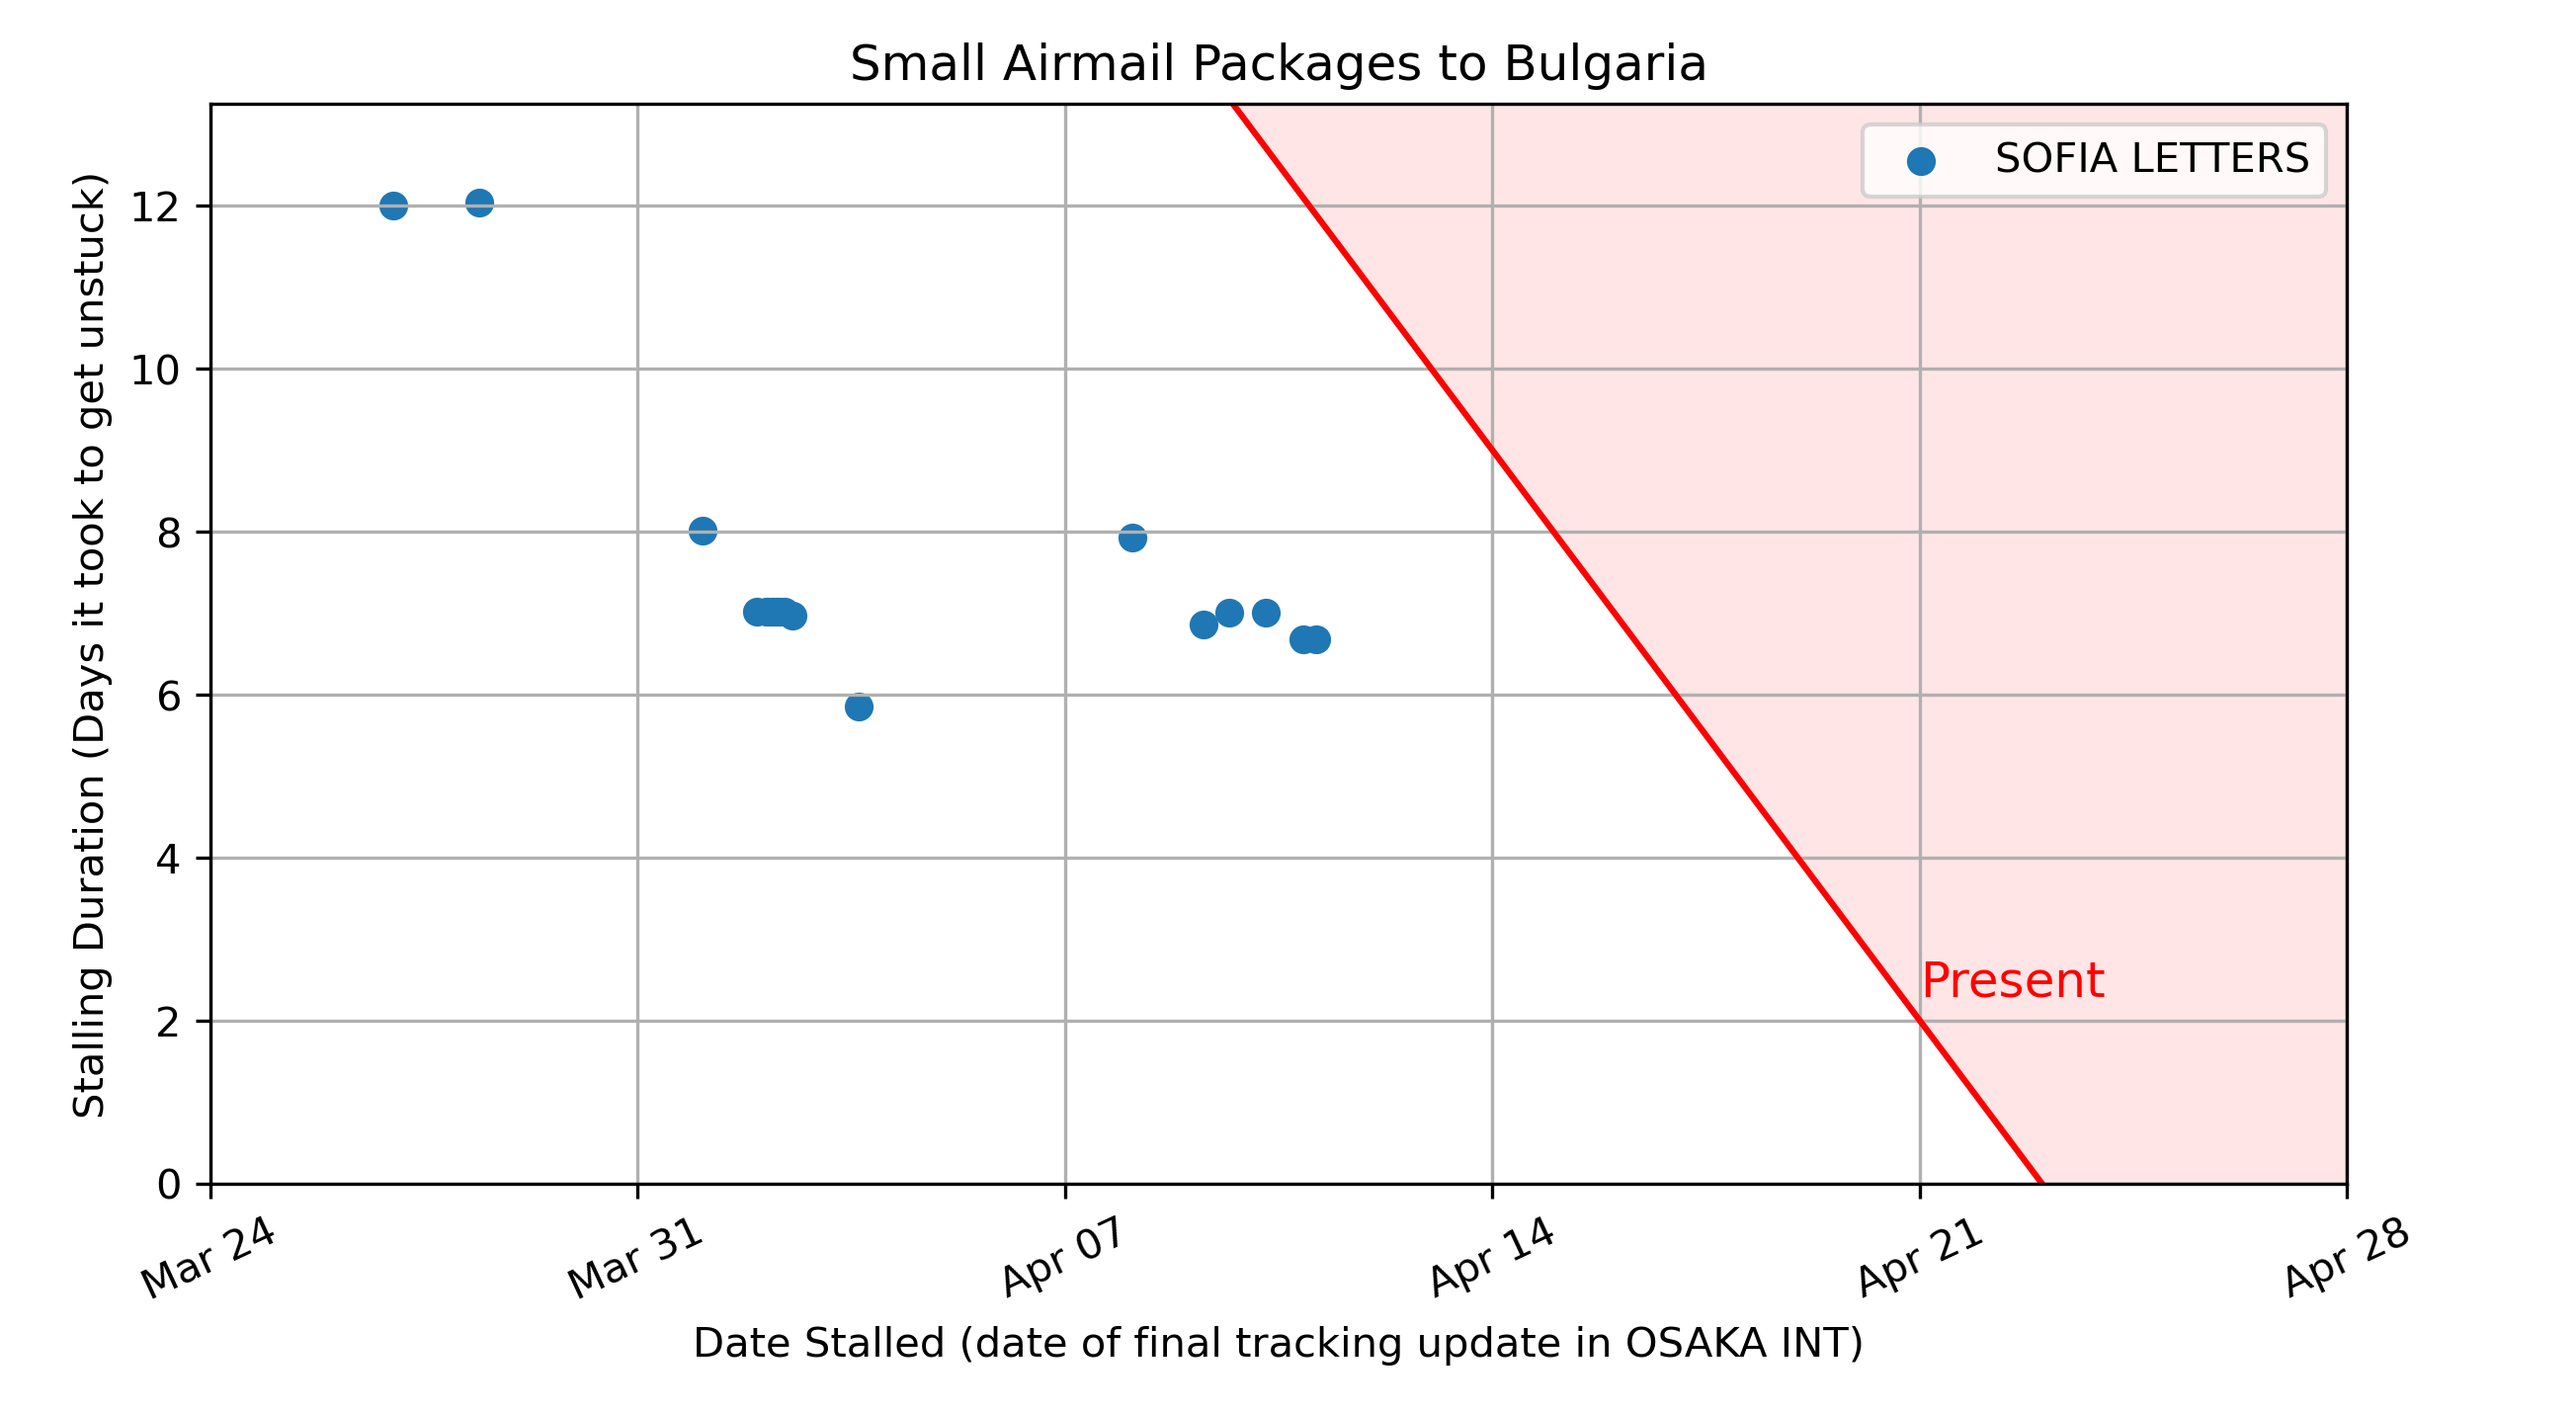 Small Airmail Packages to Bulgaria
SOFIA LETTERS
Stalling Duration (Days it took to get unstuck)
12
10
8
6
4
2
0
Present
Mar 24
Mar 31
Apr 07
Apr 14
Apr 21
Apr 28
Date Stalled (date of final tracking update in OSAKA INT)